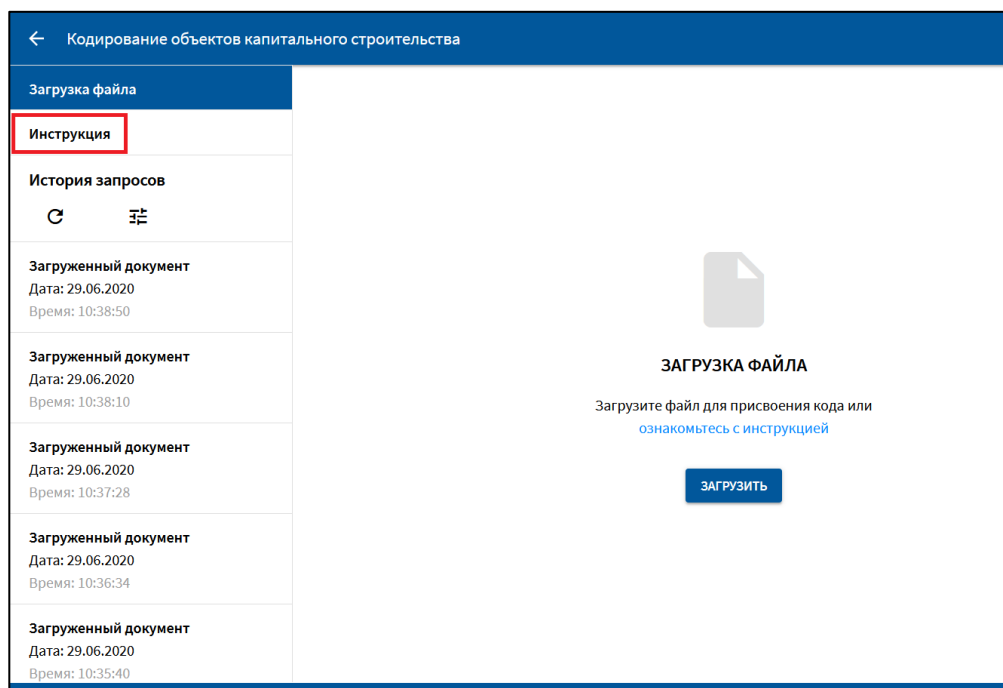 Кодирование объектов капитального строительства
Загрузка файла
Инструкция
История запросов
Загруженный документ
Дата: 29.06.2020
Время: 10:38:50
Загруженный документ
Дата: 29.06.2020
Время: 10:38:10
Загруженный документ
Дата: 29.06.2020
Время: 10:37:28
Загруженный документ
Дата: 29.06.2020
Время: 10:36:34
Загруженный документ
Дата: 29.06.2020
Время: 10:35:40
ЗАГРУЗКА ФАЙЛА
Загрузите файл для присвоения кода или
ознакомьтесь с инструкцией
ЗАГРУЗИТЬ